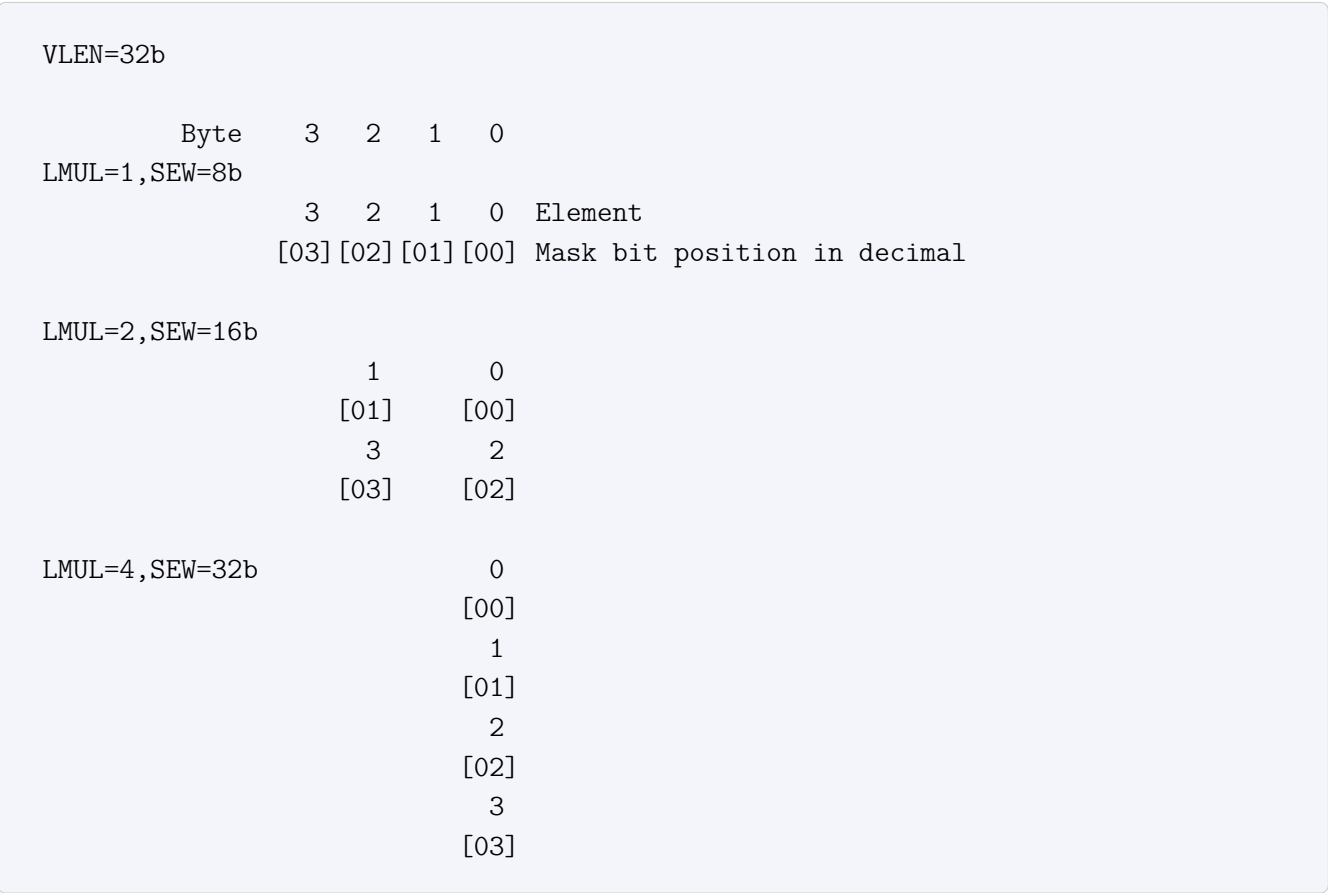 VLEN=32b
Byte 3 2 1 0
LMUL=1,SEW=8b
3 2 1 0 Element
[03][02][01][00] Mask bit position in decimal
LMUL=2,SEW=16b
1 0
[01] [00]
3 2
[03] [02]
LMUL=4,SEW=32b 0
[00]
1
[01]
2
[02]
3
[03]